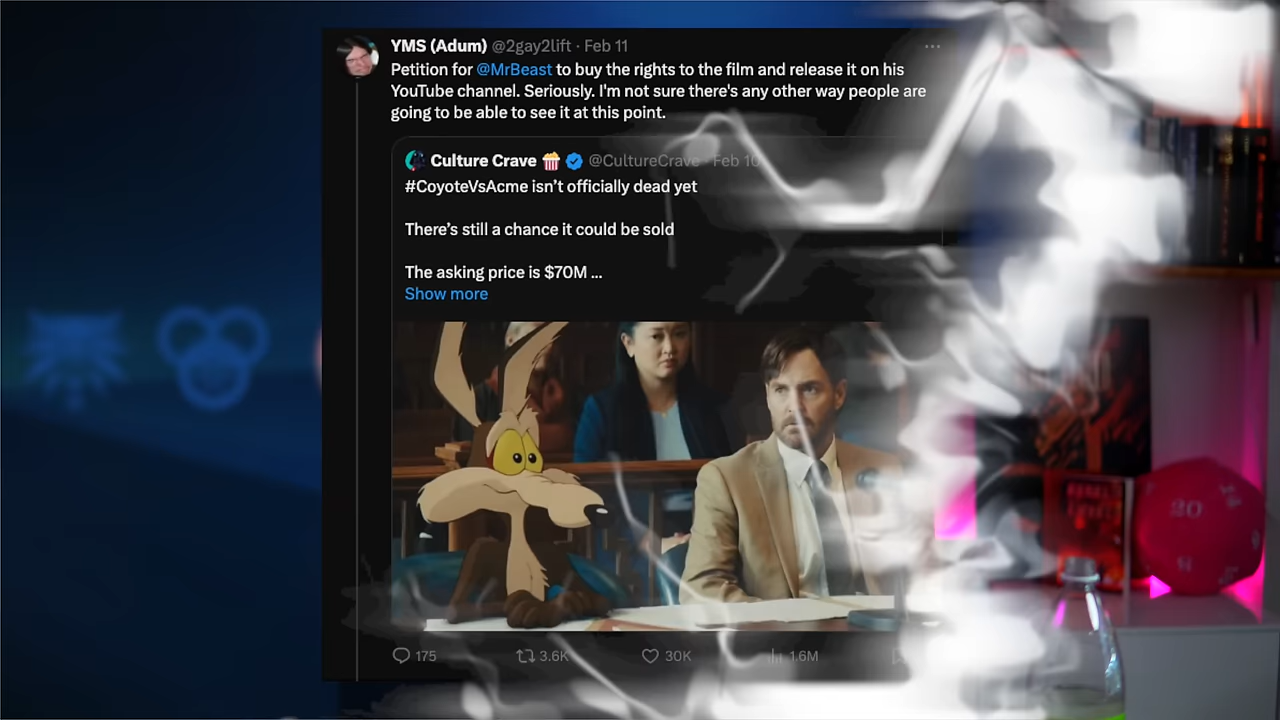 YMS (Adum) @2gay2lift · Feb 11
Petition for @MrBeast to buy the rights to the film and release it on his
YouTube channel. Seriously. I'm not sure there's any other way people are
going to be able to see it at this point.
Culture Crave 🍿 @CultureCrave · Feb 10
#CoyoteVsAcme isn’t officially dead yet
There’s still a chance it could be sold
The asking price is $70M ...
Show more
175 3.6K 30K 1.6M
20